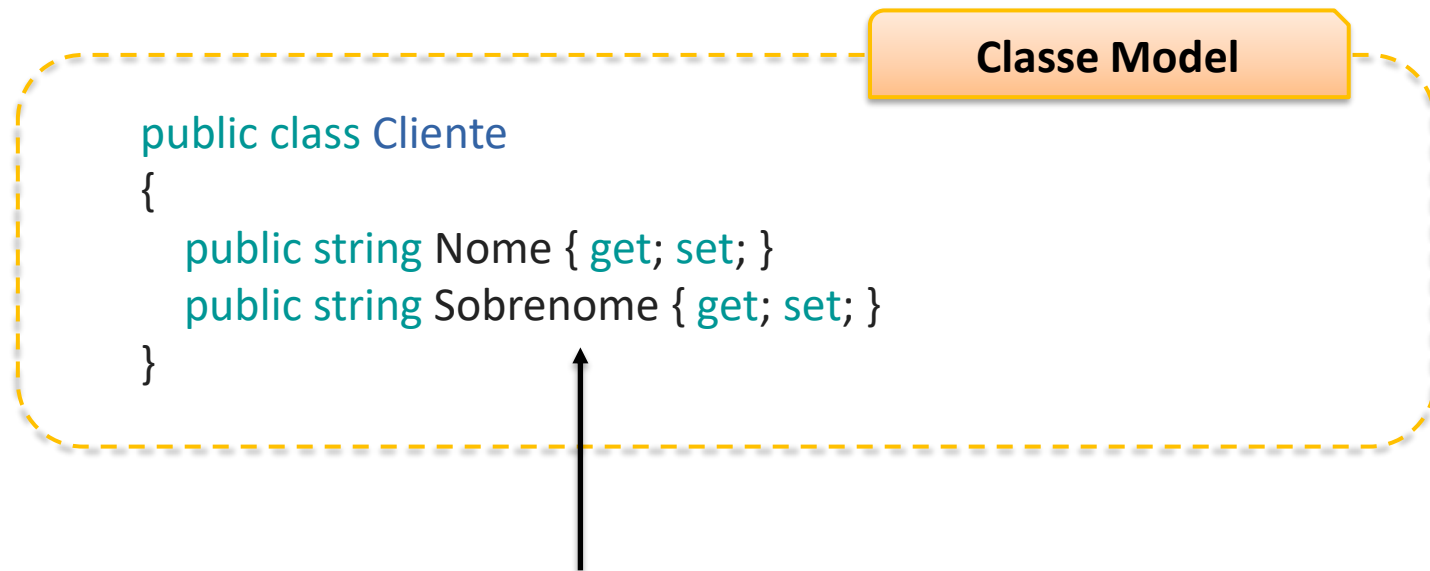 Classe Model
public class Cliente
{
public string Nome { get; set; }
public string Sobrenome { get; set; }
}